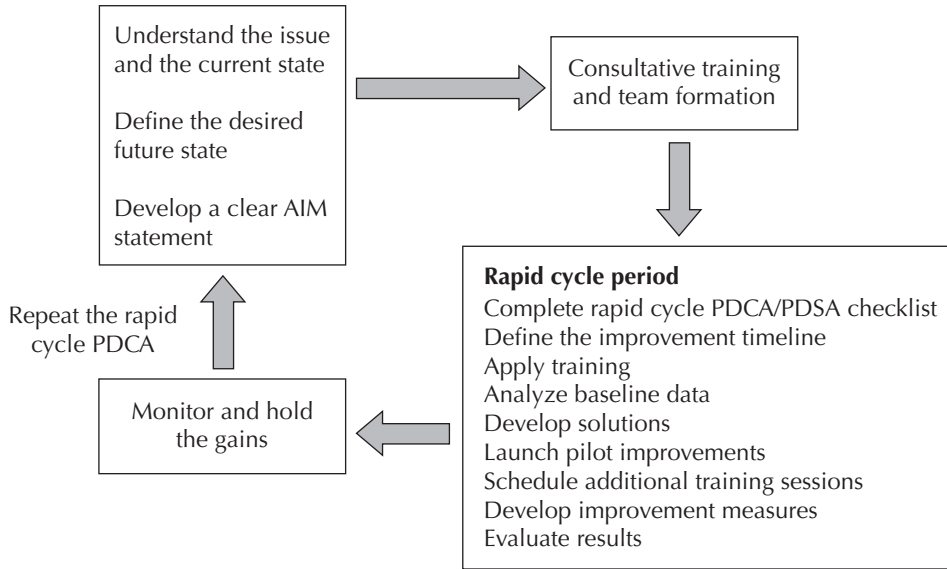 Understand the issue
and the current state
Define the desired
future state
Develop a clear AIM
statement
Consultative training
and team formation
Rapid cycle period
Complete rapid cycle PDCA/PDSA checklist
Define the improvement timeline
Apply training
Analyze baseline data
Develop solutions
Launch pilot improvements
Schedule additional training sessions
Develop improvement measures
Evaluate results
Monitor and hold
the gains
Repeat the rapid
cycle PDCA